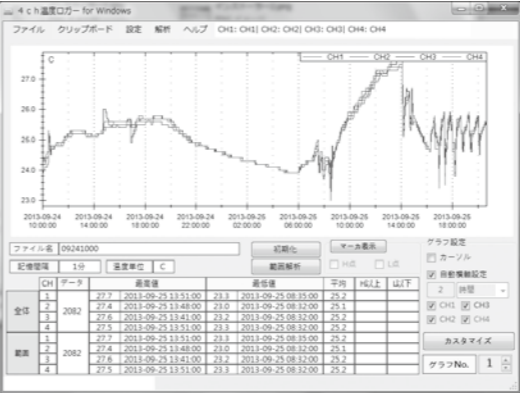 4ch温度ロガー for Windows
ファイル クリップボード 設定 解析 ヘルプ CH1: CH1| CH2: CH2| CH3: CH3| CH4: CH4
C CH1 CH2 CH3 CH4
27.0
26.0
25.0
24.0
23.0
2013-09-24 2013-09-24 2013-09-24 2013-09-24 2013-09-25 2013-09-25 2013-09-25 2013-09-25 2013-09-25
10:00:00 14:00:00 18:00:00 22:00:00 02:00:00 06:00:00 10:00:00 14:00:00 18:00:00
ファイル名 09241000 初期化 マーカ表示 グラフ設定
カーソル
記憶間隔 1分 温度単位 C 範囲解析 H点 L点 自動横軸設定
CH データ 最高値 最低値 平均 H以上 L以下 2 時間
全体 1 2082 27.7 2013-09-25 13:51:00 23.3 2013-09-25 08:35:00 25.2
2 27.4 2013-09-25 13:48:00 23.0 2013-09-25 08:32:00 25.1 CH1 CH3
3 27.6 2013-09-25 13:41:00 23.2 2013-09-25 08:32:00 25.2 CH2 CH4
4 27.5 2013-09-25 13:51:00 23.3 2013-09-25 08:32:00 25.2
範囲 1 2082 27.7 2013-09-25 13:51:00 23.3 2013-09-25 08:35:00 25.2 カスタマイズ
2 27.4 2013-09-25 13:48:00 23.0 2013-09-25 08:32:00 25.1
3 27.6 2013-09-25 13:41:00 23.2 2013-09-25 08:32:00 25.2 グラフNo. 1
4 27.5 2013-09-25 13:51:00 23.3 2013-09-25 08:32:00 25.2